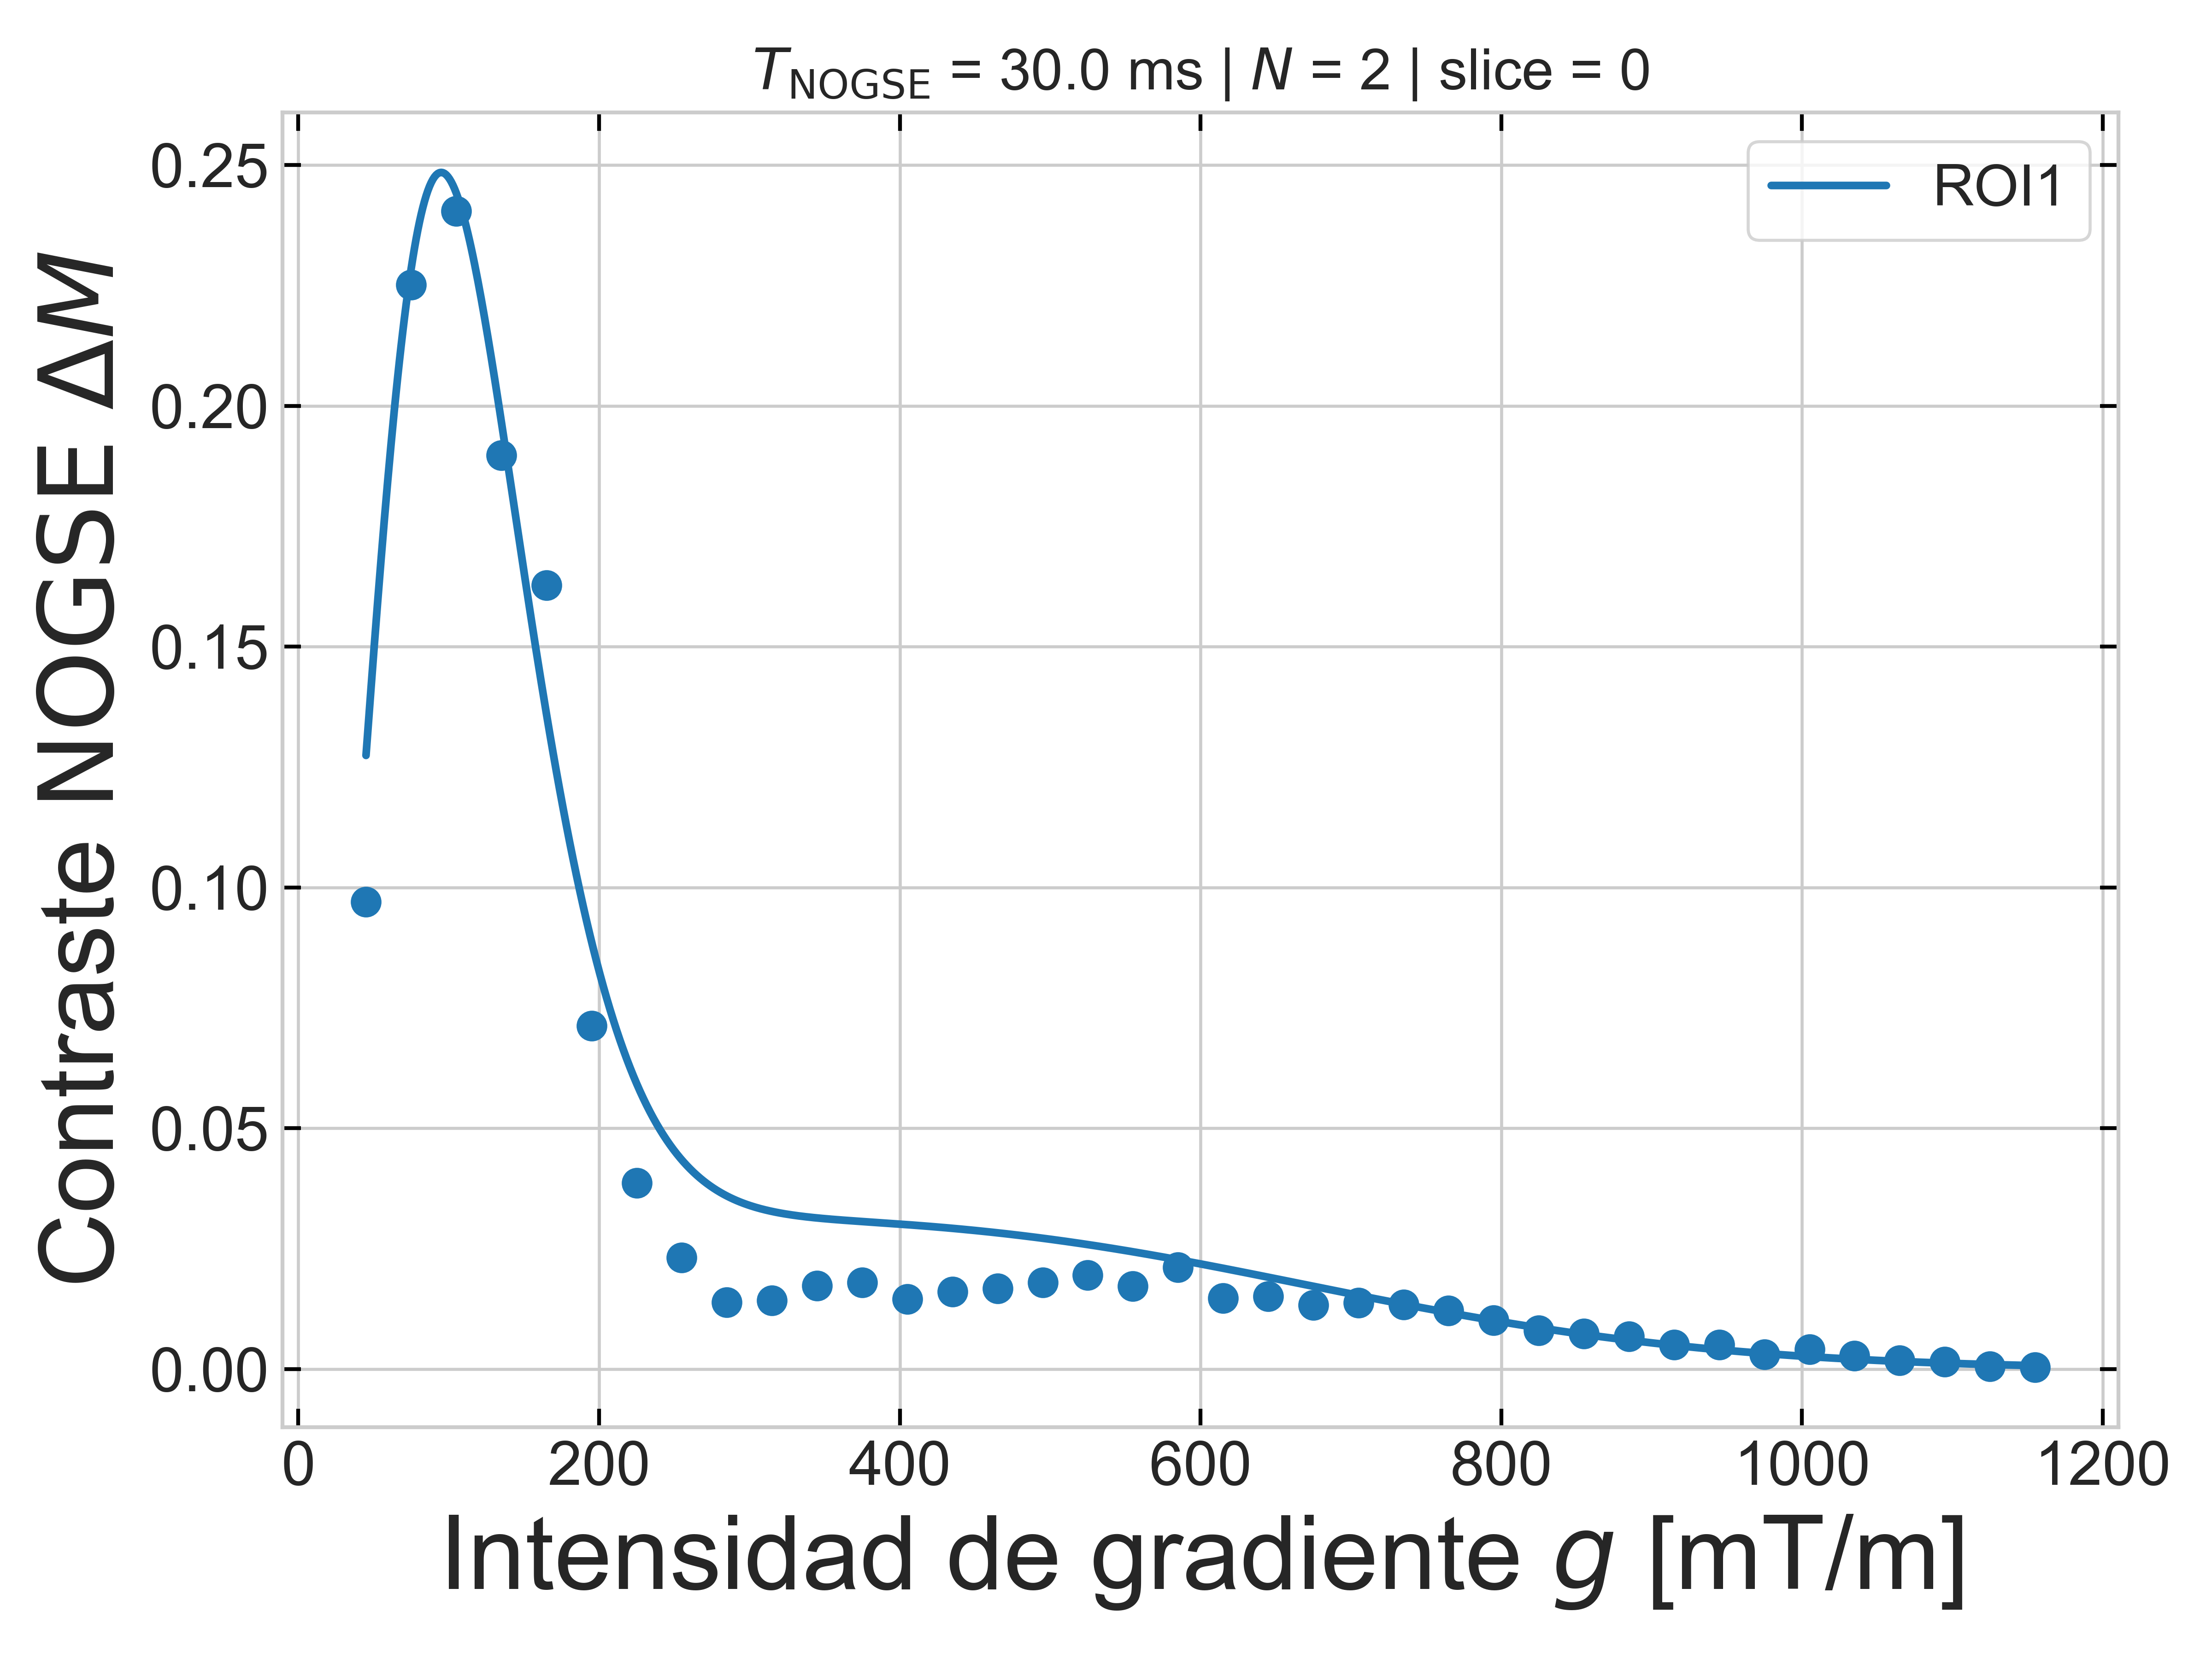 T_NOGSE = 30.0 ms | N = 2 | slice = 0
ROI1
Contraste NOGSE ΔM
0.25
0.20
0.15
0.10
0.05
0.00
0 200 400 600 800 1000 1200
Intensidad de gradiente g [mT/m]